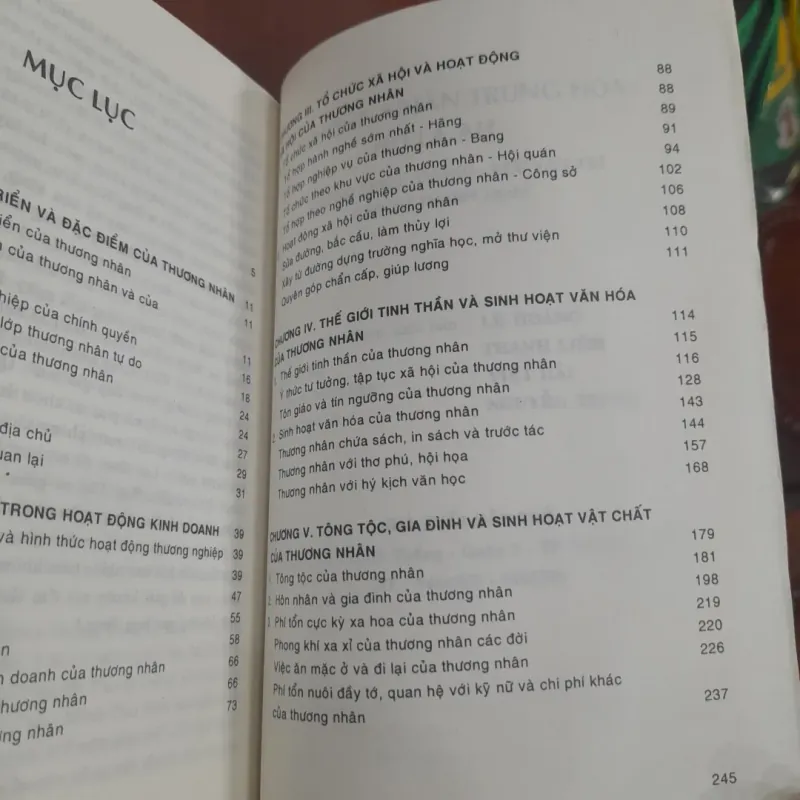 MỤC LỤC
RIỂN VÀ ĐẶC ĐIỂM CỦA THƯƠNG NHÂN 5
iển của thương nhân 11
của thương nhân và của 11
hiệp của chính quyền 11
lớp thương nhân tự do 16
của thương nhân 18
24
địa chủ 24
uan lại 27
29
31
TRONG HOẠT ĐỘNG KINH DOANH 39
và hình thức hoạt động thương nghiệp 39
39
47
55
58
doanh của thương nhân 66
thương nhân 66
ơng nhân 73
CHƯƠNG III. TỔ CHỨC XÃ HỘI VÀ HOẠT ĐỘNG
XÃ HỘI CỦA THƯƠNG NHÂN 88
Tổ chức xã hội của thương nhân 88
Tổ hợp hành nghề sớm nhất - Hãng 89
Tổ hợp nghiệp vụ của thương nhân - Bang 91
Tổ chức theo khu vực của thương nhân - Hội quán 94
Tổ hợp theo nghề nghiệp của thương nhân - Công sở 102
Hoạt động xã hội của thương nhân 106
Sửa đường, bắc cầu, làm thủy lợi 108
Xây từ đường dựng trường nghĩa học, mở thư viện 110
Quyên góp chẩn cấp, giúp lương 111
CHƯƠNG IV. THẾ GIỚI TINH THẦN VÀ SINH HOẠT VĂN HÓA
CỦA THƯƠNG NHÂN 114
1. Thế giới tinh thần của thương nhân 115
Ý thức tư tưởng, tập tục xã hội của thương nhân 116
Tôn giáo và tín ngưỡng của thương nhân 128
2. Sinh hoạt văn hóa của thương nhân 143
Thương nhân chứa sách, in sách và trước tác 144
Thương nhân với thơ phú, hội họa 157
Thương nhân với hý kịch văn học 168
CHƯƠNG V. TÔNG TỘC, GIA ĐÌNH VÀ SINH HOẠT VẬT CHẤT
CỦA THƯƠNG NHÂN 179
1. Tông tộc của thương nhân 181
2. Hôn nhân và gia đình của thương nhân 198
3. Phí tổn cực kỳ xa hoa của thương nhân 219
Phong khí xa xỉ của thương nhân các đời 220
Việc ăn mặc ở và đi lại của thương nhân 226
Phí tổn nuôi đầy tớ, quan hệ với kỹ nữ và chi phí khác
của thương nhân 237
245